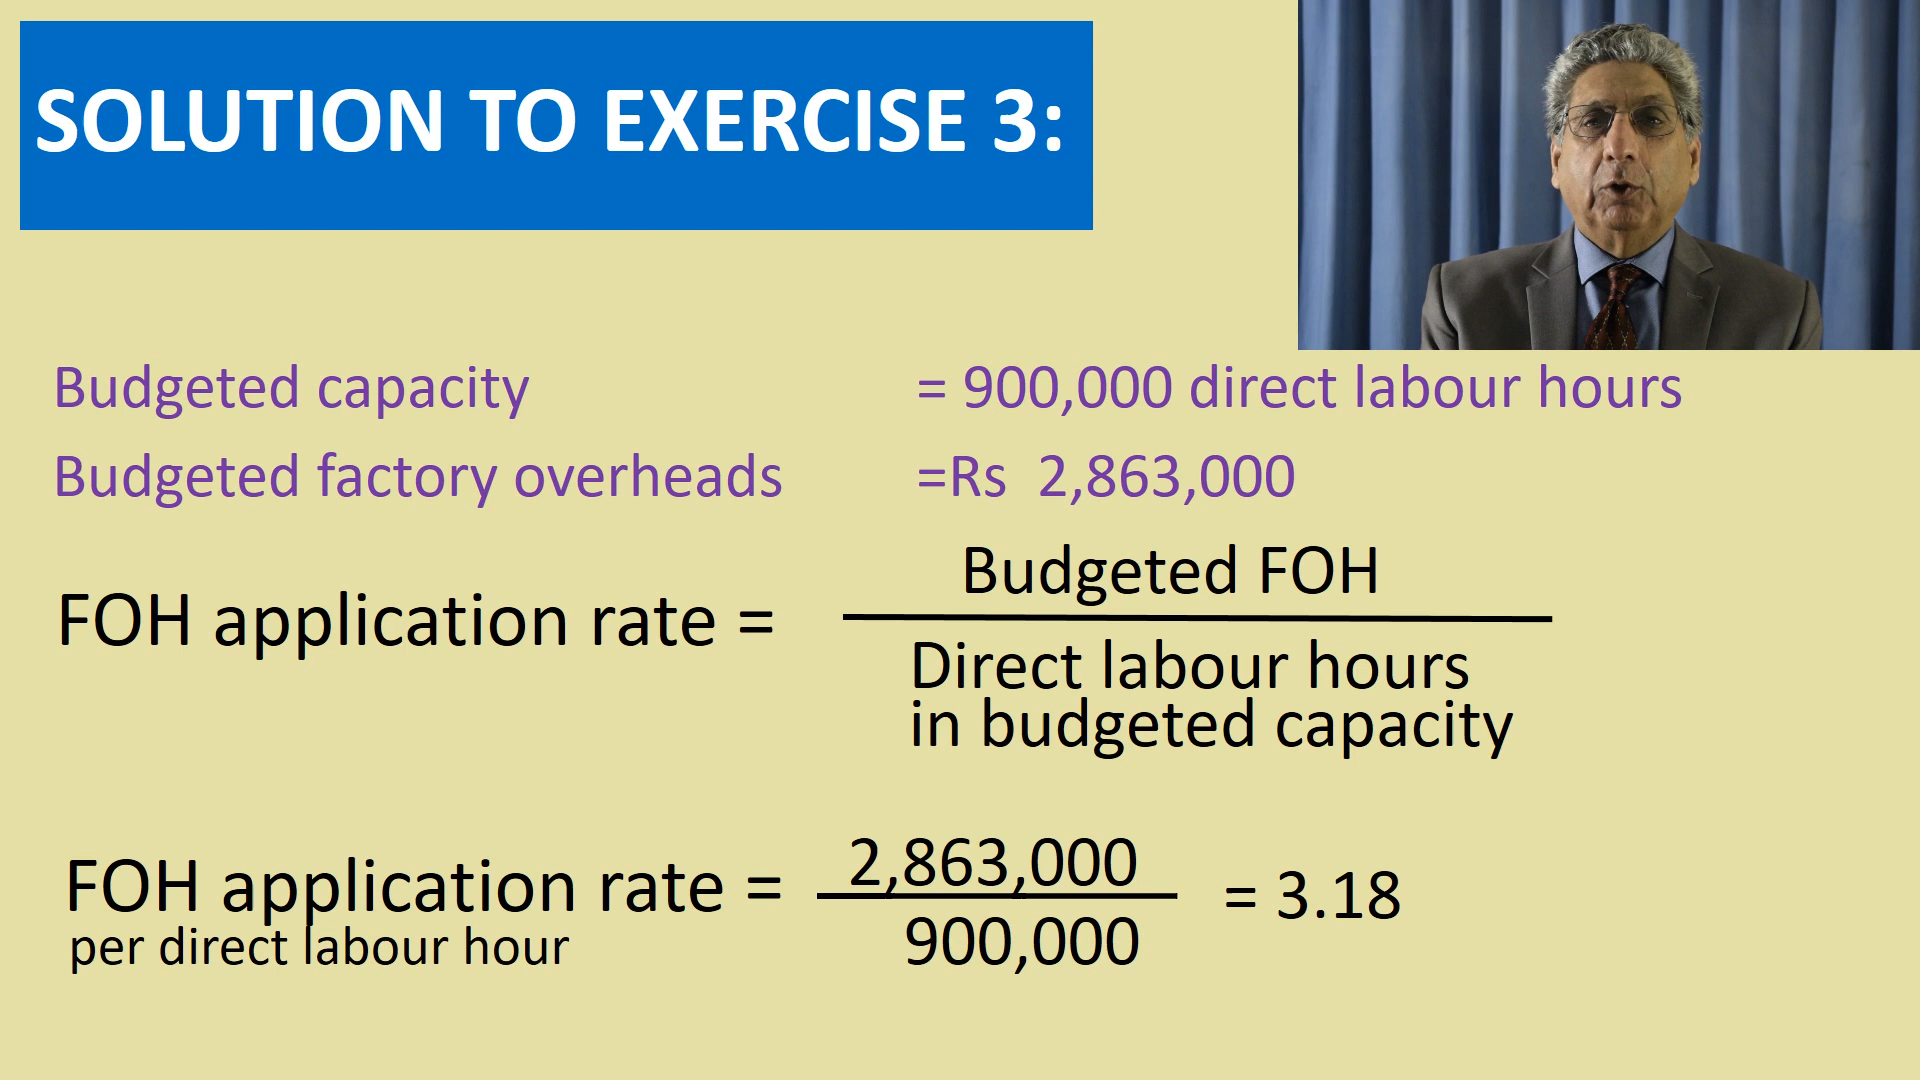 SOLUTION TO EXERCISE 3:
Budgeted capacity = 900,000 direct labour hours
Budgeted factory overheads =Rs 2,863,000
FOH application rate =
Budgeted FOH
Direct labour hours
in budgeted capacity
FOH application rate =
per direct labour hour
2,863,000
900,000
= 3.18